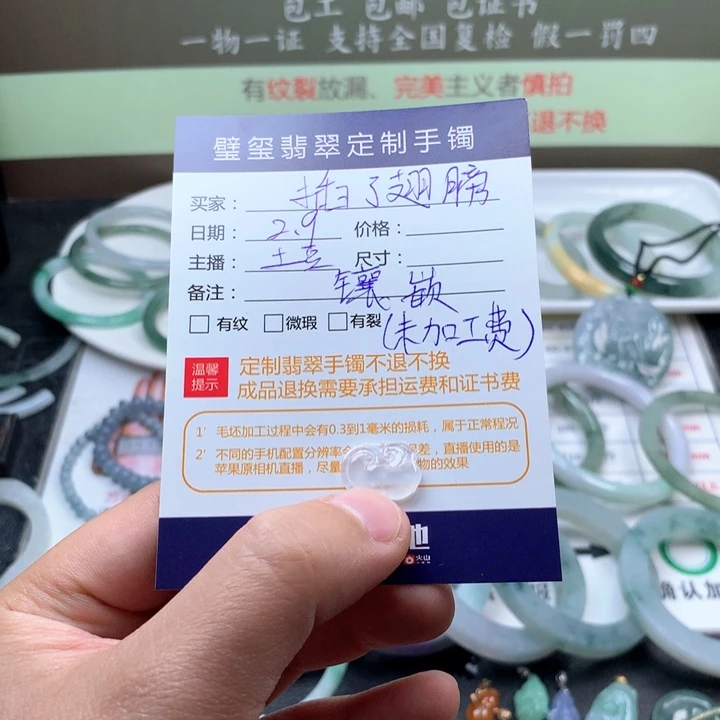 包工 包邮 包证书
一物一证 支持全国复检 假一罚四
有纹裂放漏、完美主义者慎拍
退不换
璧玺翡翠定制手镯
买家： 插了翅膀
日期： 2.9 价格：
主播： 土豆 尺寸：
备注： 镶嵌
(未加工费)
有纹 微瑕 有裂
温馨提示
定制翡翠手镯不退不换
成品退换需要承担运费和证书费
1' 毛坯加工过程中会有0.3到1毫米的损耗，属于正常程况
2' 不同的手机配置分辨率 误差，直播使用的是
苹果原相机直播，尽量 物的效果
火山
确认加